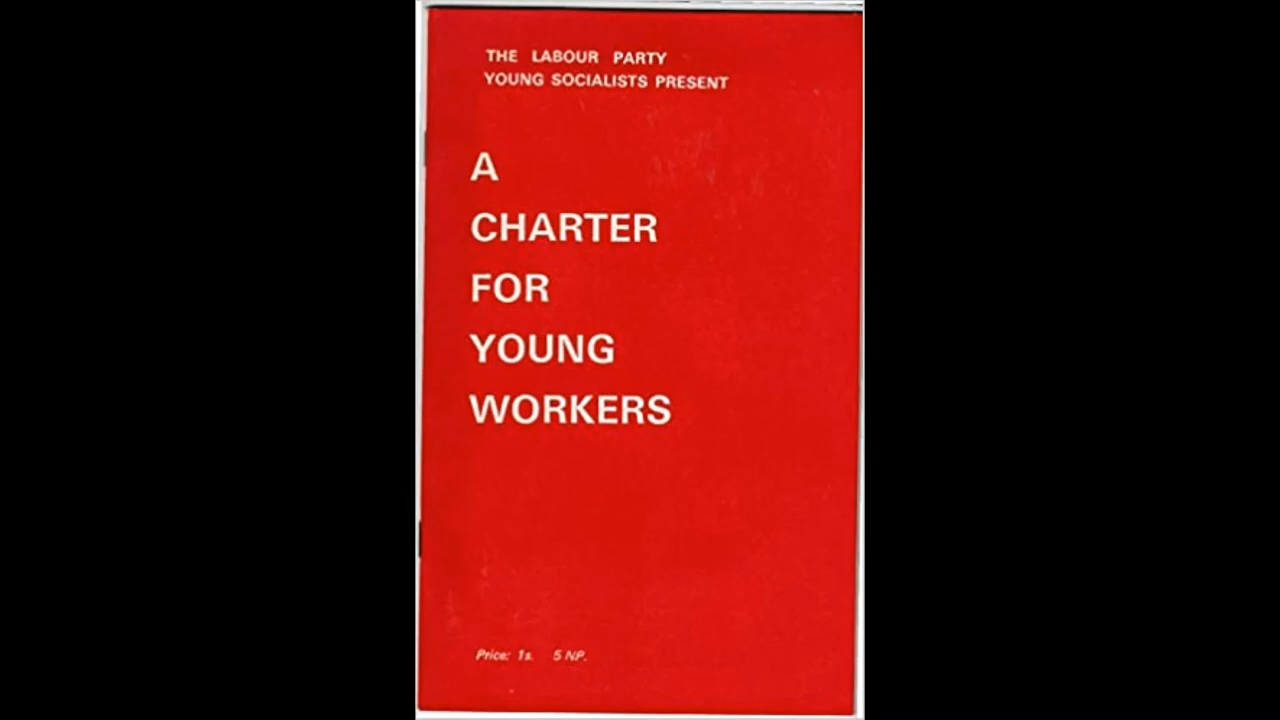 THE LABOUR PARTY
YOUNG SOCIALISTS PRESENT
A
CHARTER
FOR
YOUNG
WORKERS
Price: 1s. 5 NP.